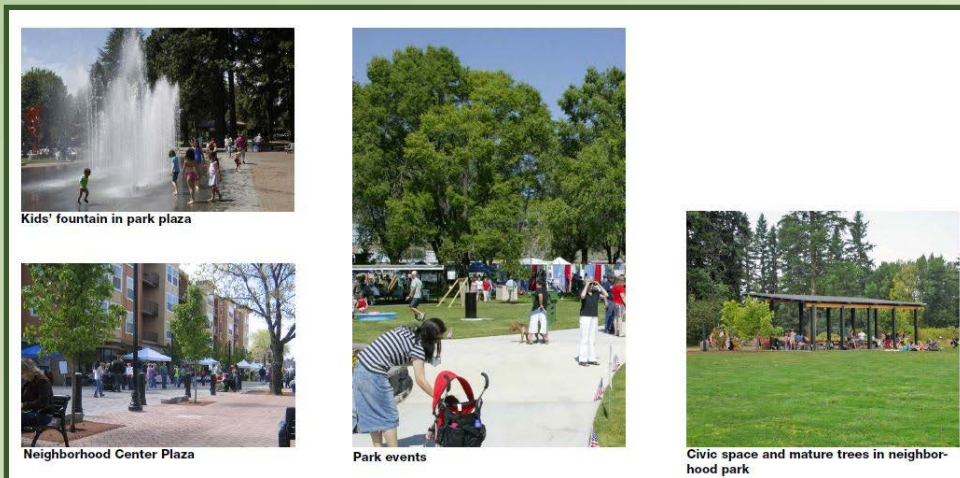 Kids' fountain in park plaza
Neighborhood Center Plaza
Park events
Civic space and mature trees in neighbor-
hood park